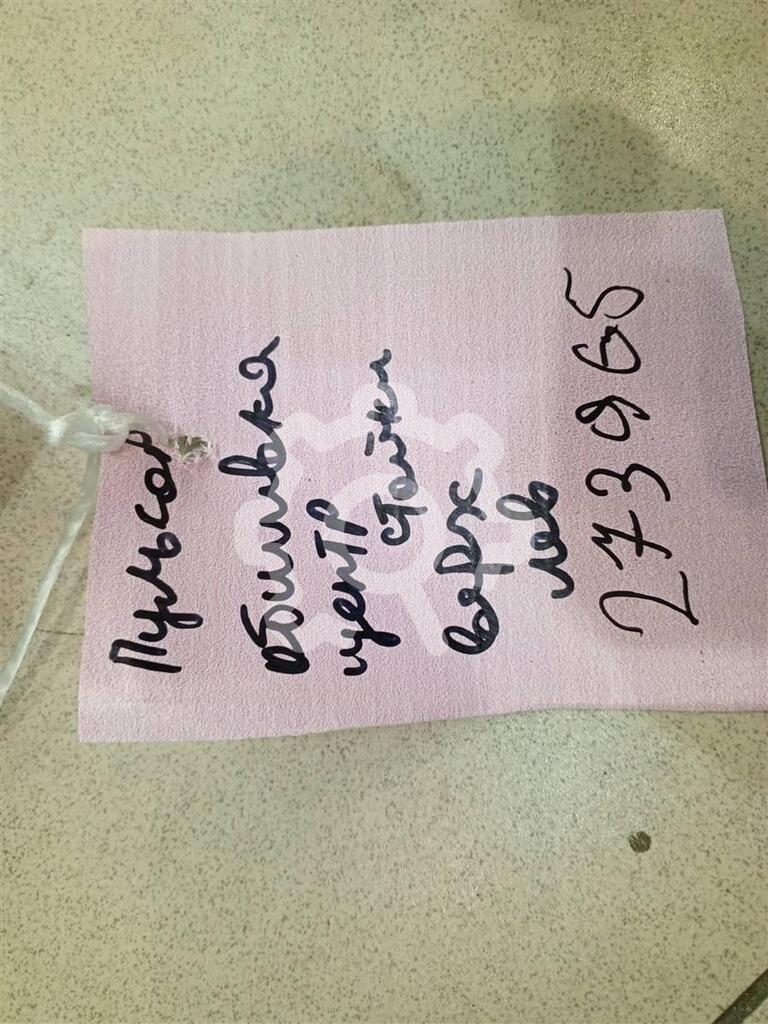 Пульсар
Обшивка
центр
стойки
верх
лев
273965